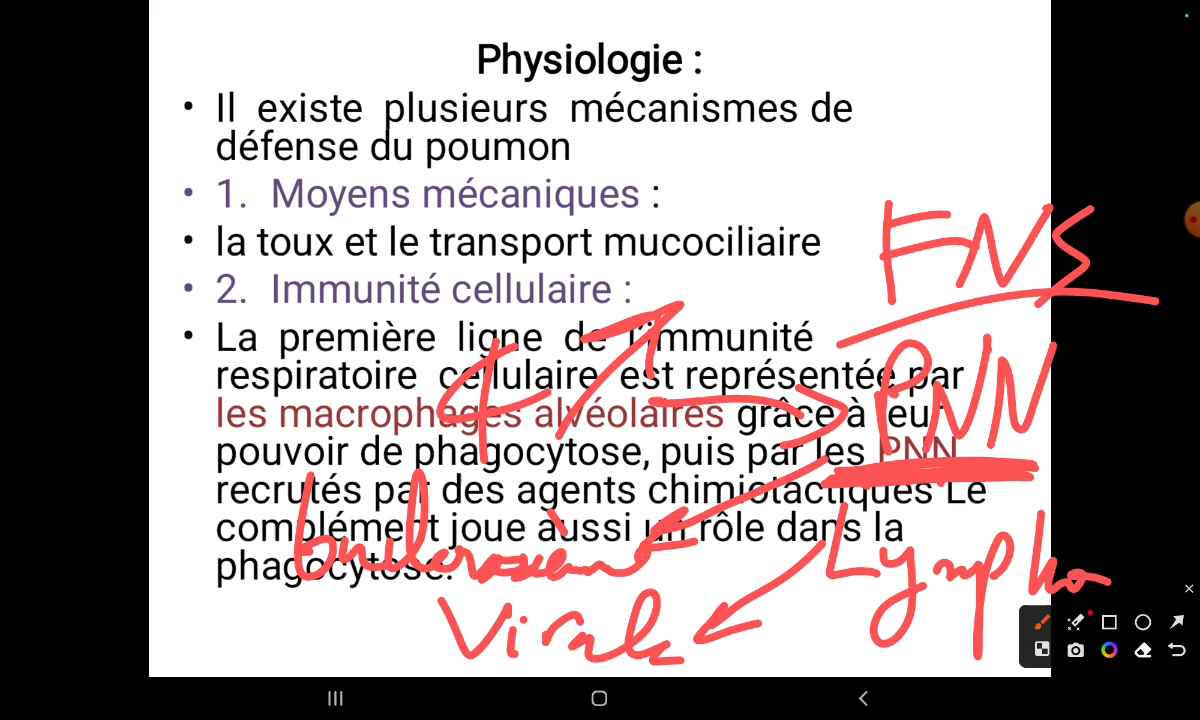 Physiologie :
• Il existe plusieurs mécanismes de
défense du poumon
• 1. Moyens mécaniques :
• la toux et le transport mucociliaire
• 2. Immunité cellulaire :
• La première ligne de l'immunité
respiratoire cellulaire est représentée par
les macrophages alvéolaires grâce à leur
pouvoir de phagocytose, puis par les PNN
recrutés par des agents chimiotactiques Le
complément joue aussi un rôle dans la
phagocytose.
FNS
PNN
Lympho
Virale